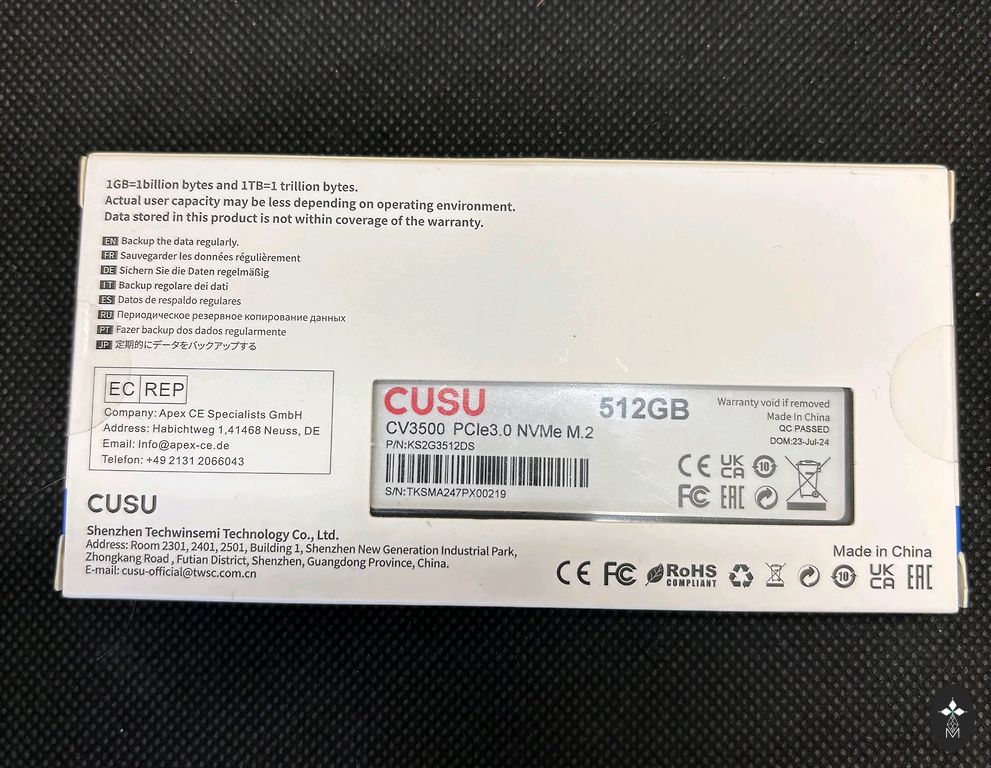 1GB=1billion bytes and 1TB=1 trillion bytes.
Actual user capacity may be less depending on operating environment.
Data stored in this product is not within coverage of the warranty.
EN Backup the data regularly.
FR Sauvegarder les données régulièrement
DE Sichern Sie die Daten regelmäßig
IT Backup regolare dei dati
ES Datos de respaldo regulares
RU Периодическое резервное копирование данных
PT Fazer backup dos dados regularmente
JP 定期的にデータをバックアップする
EC REP
Company: Apex CE Specialists GmbH
Address: Habichtweg 1,41468 Neuss, DE
Email: Info@apex-ce.de
Telefon: +49 2131 2066043
CUSU
Shenzhen Techwinsemi Technology Co., Ltd.
Address: Room 2301, 2401, 2501, Building 1, Shenzhen New Generation Industrial Park,
Zhongkang Road , Futian District, Shenzhen, Guangdong Province, China.
E-mail: cusu-official@twsc.com.cn
CUSU
512GB
CV3500 PCIe3.0 NVMe M.2
P/N:KS2G3512DS
S/N:TKSMA247PX00219
Warranty void if removed
Made In China
QC PASSED
DOM:23-Jul-24
CE UK CA 10
FC EAC
Made in China
CE FC RoHS COMPLIANT 10 UK CA EAC
M